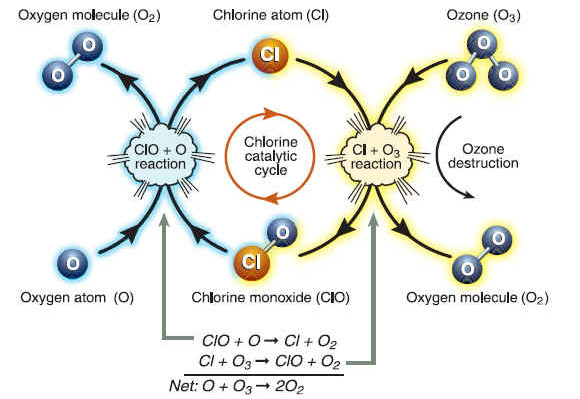 Oxygen molecule (O₂)
Chlorine atom (Cl)
Ozone (O₃)
O
O
Cl
O
O
O
ClO + O
reaction
Chlorine
catalytic
cycle
Cl + O₃
reaction
Ozone
destruction
O
Cl
O
O
O
Oxygen atom (O)
Chlorine monoxide (ClO)
Oxygen molecule (O₂)
ClO + O → Cl + O₂
Cl + O₃ → ClO + O₂
Net: O + O₃ → 2O₂